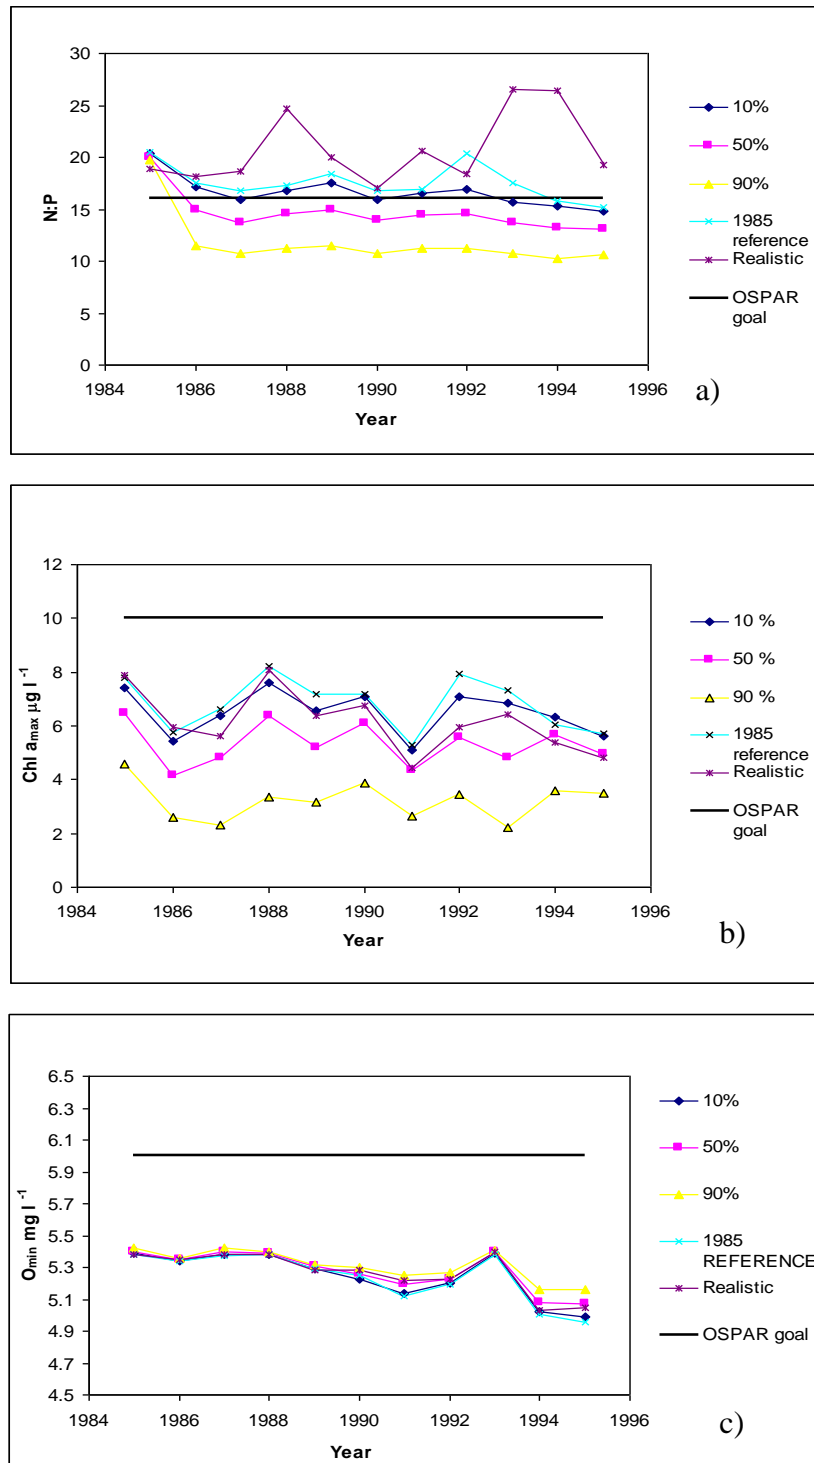 30
25
20
15
10
5
0
N:P
1984 1986 1988 1990 1992 1994 1996
Year
10%
50%
90%
1985
reference
Realistic
OSPAR
goal
a)
12
10
8
6
4
2
0
Chl amax µg l -1
1984 1986 1988 1990 1992 1994 1996
Year
10 %
50 %
90 %
1985
reference
Realistic
OSPAR
goal
b)
6.5
6.3
6.1
5.9
5.7
5.5
5.3
5.1
4.9
4.7
4.5
Omin mg l -1
1984 1986 1988 1990 1992 1994 1996
Year
10%
50%
90%
1985
REFERENCE
Realistic
OSPAR goal
c)